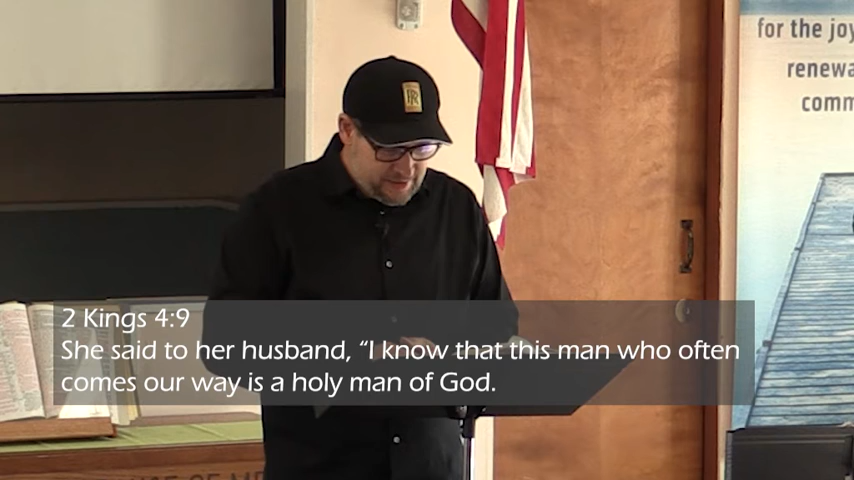 for the joy
renewa
comm
RR
2 Kings 4:9
She said to her husband, “I know that this man who often
comes our way is a holy man of God.